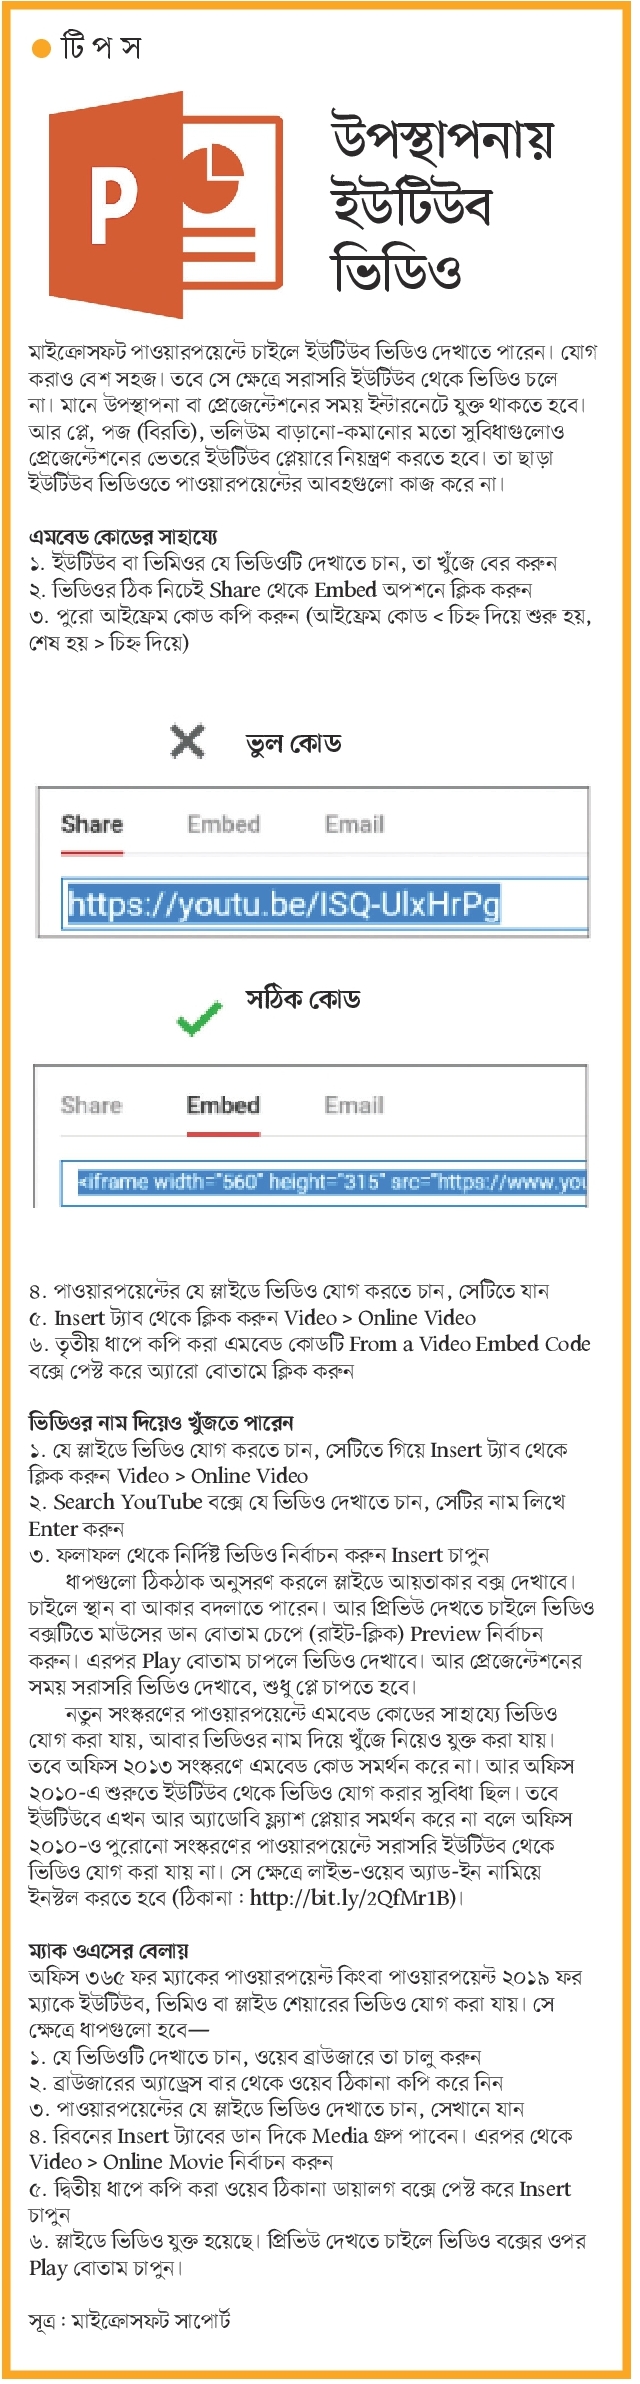 টিপস
P
উপস্থাপনায়
ইউটিউব
ভিডিও
মাইক্রোসফট পাওয়ারপয়েন্টে চাইলে ইউটিউব ভিডিও দেখাতে পারেন। যোগ
করাও বেশ সহজ। তবে সে ক্ষেত্রে সরাসরি ইউটিউব থেকে ভিডিও চলে
না। মানে উপস্থাপনা বা প্রেজেন্টেশনের সময় ইন্টারনেটে যুক্ত থাকতে হবে।
আর প্লে, পজ (বিরতি), ভলিউম বাড়ানো-কমানোর মতো সুবিধাগুলোও
প্রেজেন্টেশনের ভেতরে ইউটিউব প্লেয়ারে নিয়ন্ত্রণ করতে হবে। তা ছাড়া
ইউটিউব ভিডিওতে পাওয়ারপয়েন্টের আবহগুলো কাজ করে না।
এমবেড কোডের সাহায্যে
১. ইউটিউব বা ভিমিওর যে ভিডিওটি দেখাতে চান, তা খুঁজে বের করুন
২. ভিডিওর ঠিক নিচেই Share থেকে Embed অপশনে ক্লিক করুন
৩. পুরো আইফ্রেম কোড কপি করুন (আইফ্রেম কোড < চিহ্ন দিয়ে শুরু হয়,
শেষ হয় > চিহ্ন দিয়ে)
ভুল কোড
Share Embed Email
https://youtu.be/ISQ-UlxHrPg
সঠিক কোড
Share Embed Email
<iframe width="560" height="315" src="https://www.you
৪. পাওয়ারপয়েন্টের যে স্লাইডে ভিডিও যোগ করতে চান, সেটিতে যান
৫. Insert ট্যাব থেকে ক্লিক করুন Video > Online Video
৬. তৃতীয় ধাপে কপি করা এমবেড কোডটি From a Video Embed Code
বক্সে পেস্ট করে অ্যারো বোতামে ক্লিক করুন
ভিডিওর নাম দিয়েও খুঁজতে পারেন
১. যে স্লাইডে ভিডিও যোগ করতে চান, সেটিতে গিয়ে Insert ট্যাব থেকে
ক্লিক করুন Video > Online Video
২. Search YouTube বক্সে যে ভিডিও দেখাতে চান, সেটির নাম লিখে
Enter করুন
৩. ফলাফল থেকে নির্দিষ্ট ভিডিও নির্বাচন করুন Insert চাপুন
ধাপগুলো ঠিকঠাক অনুসরণ করলে স্লাইডে আয়তাকার বক্স দেখাবে।
চাইলে স্থান বা আকার বদলাতে পারেন। আর প্রিভিউ দেখতে চাইলে ভিডিও
বক্সটিতে মাউসের ডান বোতাম চেপে (রাইট-ক্লিক) Preview নির্বাচন
করুন। এরপর Play বোতাম চাপলে ভিডিও দেখাবে। আর প্রেজেন্টেশনের
সময় সরাসরি ভিডিও দেখাবে, শুধু প্লে চাপতে হবে।
নতুন সংস্করণের পাওয়ারপয়েন্টে এমবেড কোডের সাহায্যে ভিডিও
যোগ করা যায়, আবার ভিডিওর নাম দিয়ে খুঁজে নিয়েও যুক্ত করা যায়।
তবে অফিস ২০১৩ সংস্করণে এমবেড কোড সমর্থন করে না। আর অফিস
২০১০-এ শুরুতে ইউটিউব থেকে ভিডিও যোগ করার সুবিধা ছিল। তবে
ইউটিউবে এখন আর অ্যাডোবি ফ্ল্যাশ প্লেয়ার সমর্থন করে না বলে অফিস
২০১০-ও পুরোনো সংস্করণের পাওয়ারপয়েন্টে সরাসরি ইউটিউব থেকে
ভিডিও যোগ করা যায় না। সে ক্ষেত্রে লাইভ-ওয়েব অ্যাড-ইন নামিয়ে
ইনস্টল করতে হবে (ঠিকানা : http://bit.ly/2QfMr1B)।
ম্যাক ওএসের বেলায়
অফিস ৩৬৫ ফর ম্যাকের পাওয়ারপয়েন্ট কিংবা পাওয়ারপয়েন্ট ২০১৯ ফর
ম্যাকে ইউটিউব, ভিমিও বা স্লাইড শেয়ারের ভিডিও যোগ করা যায়। সে
ক্ষেত্রে ধাপগুলো হবে—
১. যে ভিডিওটি দেখাতে চান, ওয়েব ব্রাউজারে তা চালু করুন
২. ব্রাউজারের অ্যাড্রেস বার থেকে ওয়েব ঠিকানা কপি করে নিন
৩. পাওয়ারপয়েন্টের যে স্লাইডে ভিডিও দেখাতে চান, সেখানে যান
৪. রিবনের Insert ট্যাবের ডান দিকে Media গ্রুপ পাবেন। এরপর থেকে
Video > Online Movie নির্বাচন করুন
৫. দ্বিতীয় ধাপে কপি করা ওয়েব ঠিকানা ডায়ালগ বক্সে পেস্ট করে Insert
চাপুন
৬. স্লাইডে ভিডিও যুক্ত হয়েছে। প্রিভিউ দেখতে চাইলে ভিডিও বক্সের ওপর
Play বোতাম চাপুন।
সূত্র : মাইক্রোসফট সাপোর্ট